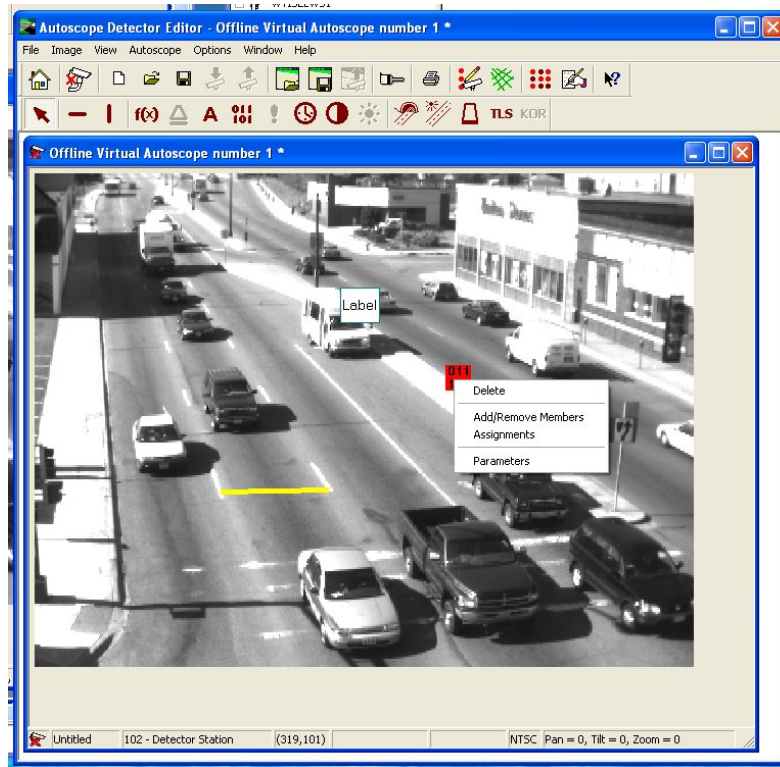 Autoscope Detector Editor - Offline Virtual Autoscope number 1 *
File Image View Autoscope Options Window Help
f(x) A 011 101 TLS KOR
Offline Virtual Autoscope number 1 *
Label
011
Delete
Add/Remove Members
Assignments
Parameters
Untitled 102 - Detector Station (319,101) NTSC Pan = 0, Tilt = 0, Zoom = 0